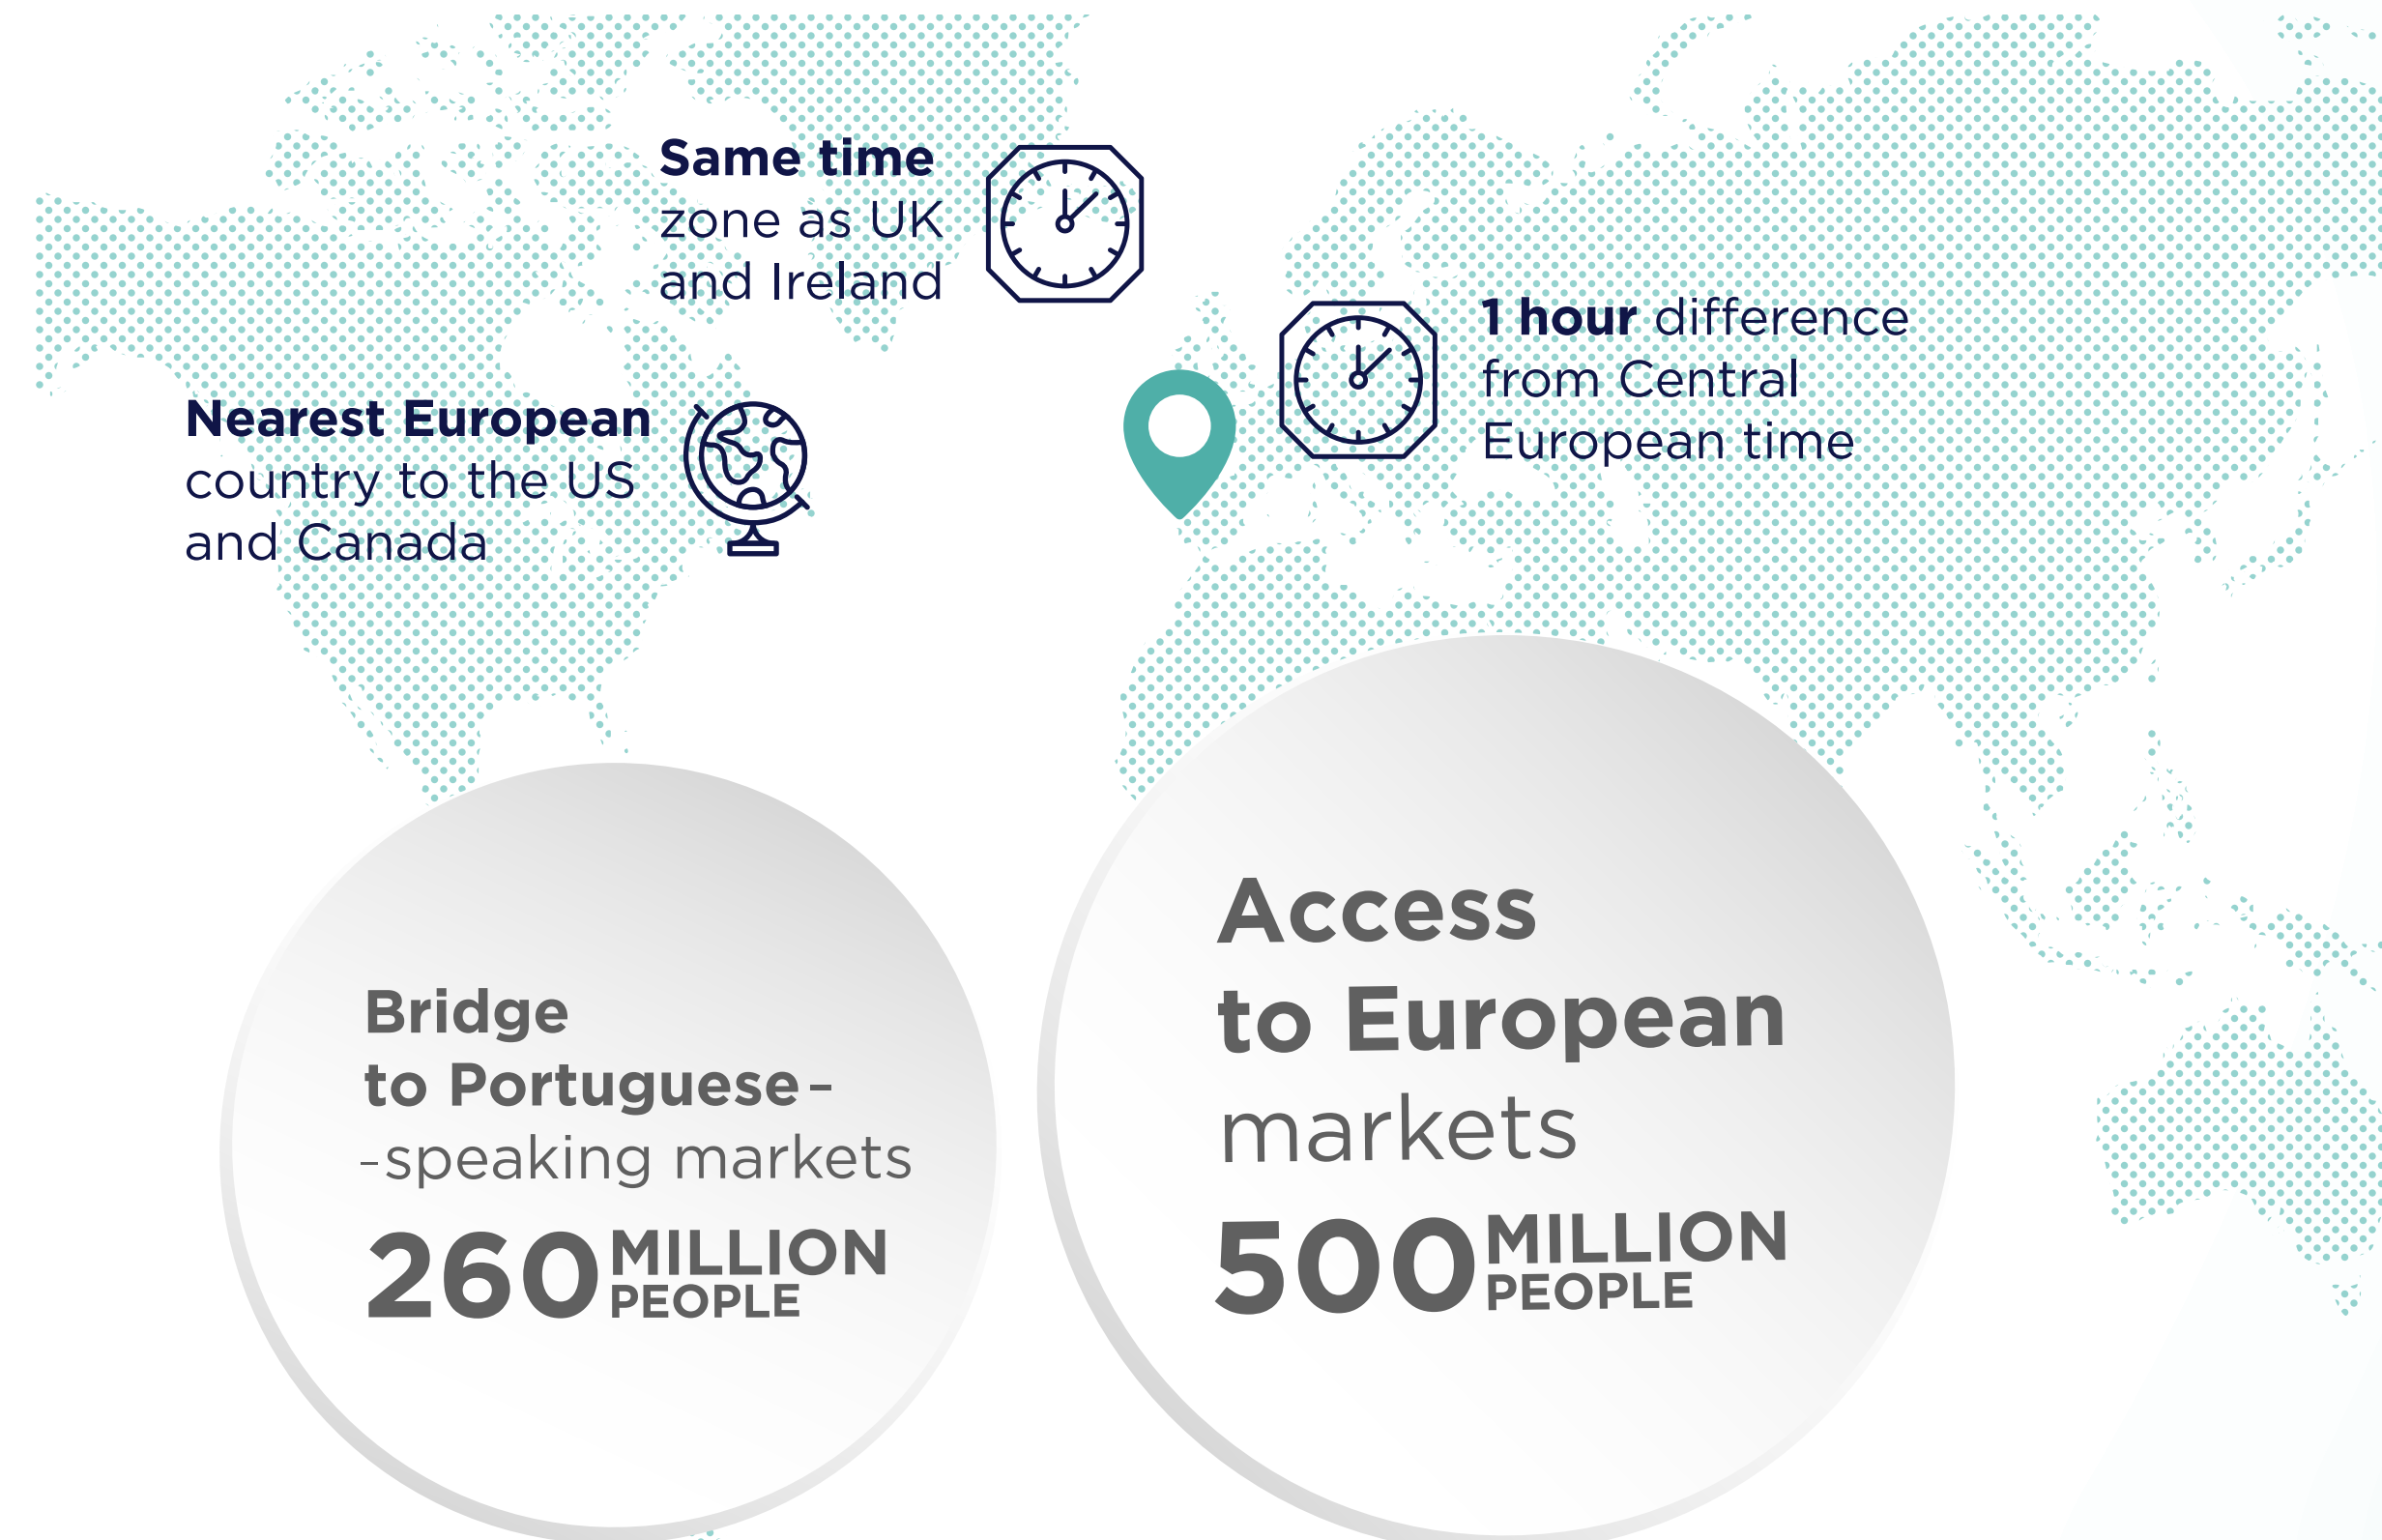 Same time
zone as UK
and Ireland
1 hour difference
from Central
European time
Nearest European
country to the US
and Canada
Bridge
to Portuguese-
-speaking markets
260 MILLION
PEOPLE
Access
to European
markets
500 MILLION
PEOPLE